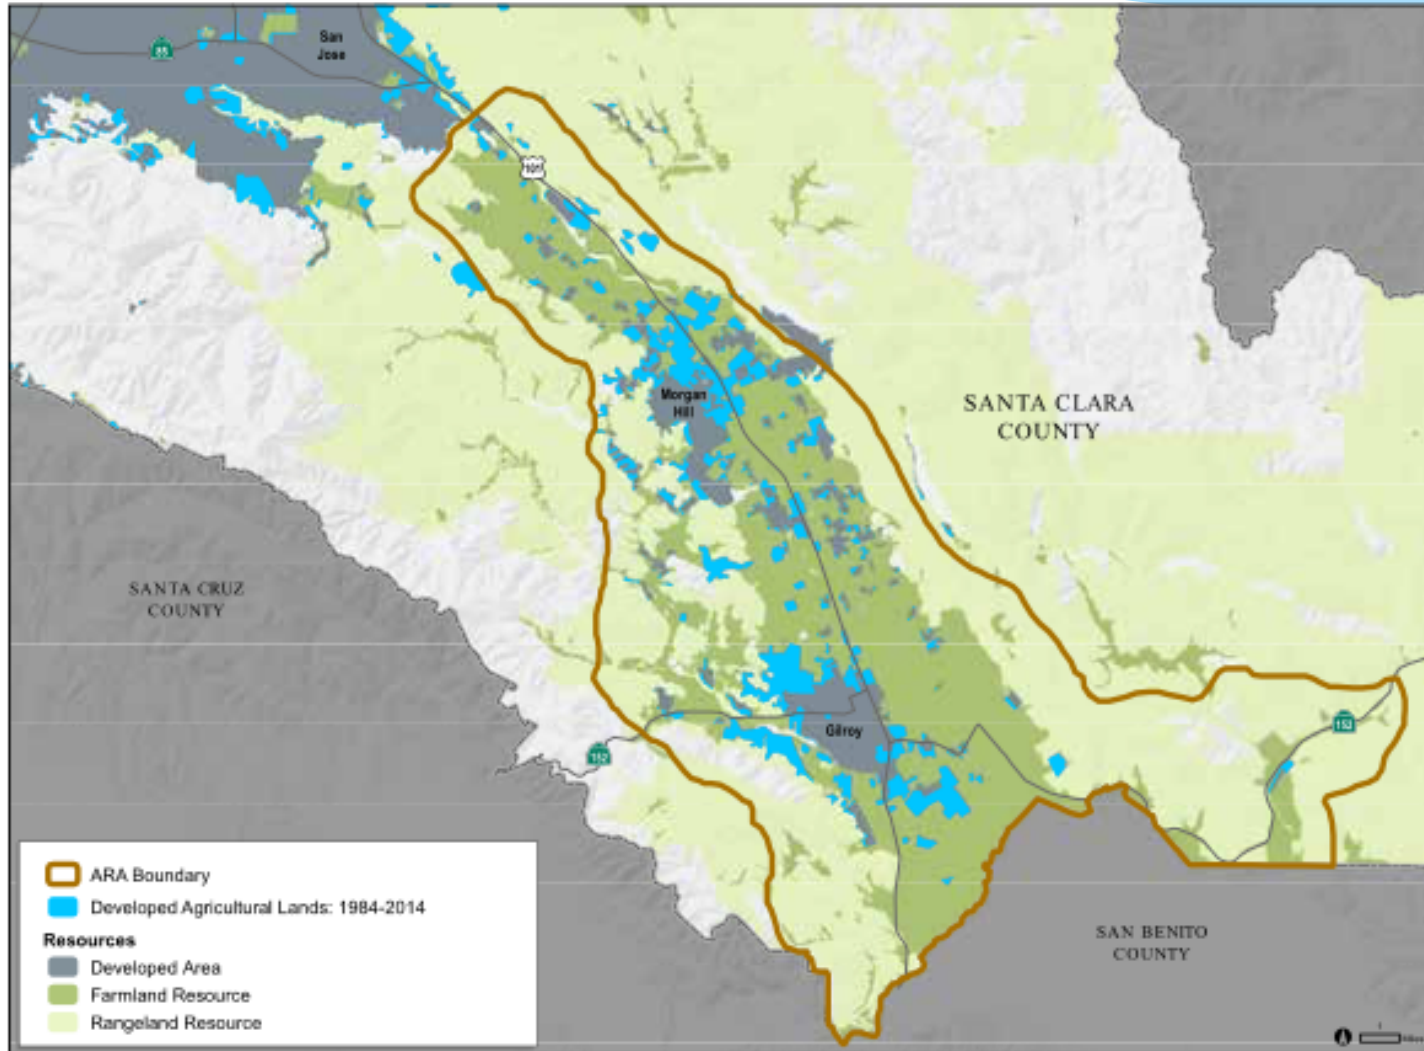 85
San
Jose
101
Morgan
Hill
SANTA CLARA
COUNTY
SANTA CRUZ
COUNTY
152
Gilroy
152
SAN BENITO
COUNTY
ARA Boundary
Developed Agricultural Lands: 1984-2014
Resources
Developed Area
Farmland Resource
Rangeland Resource